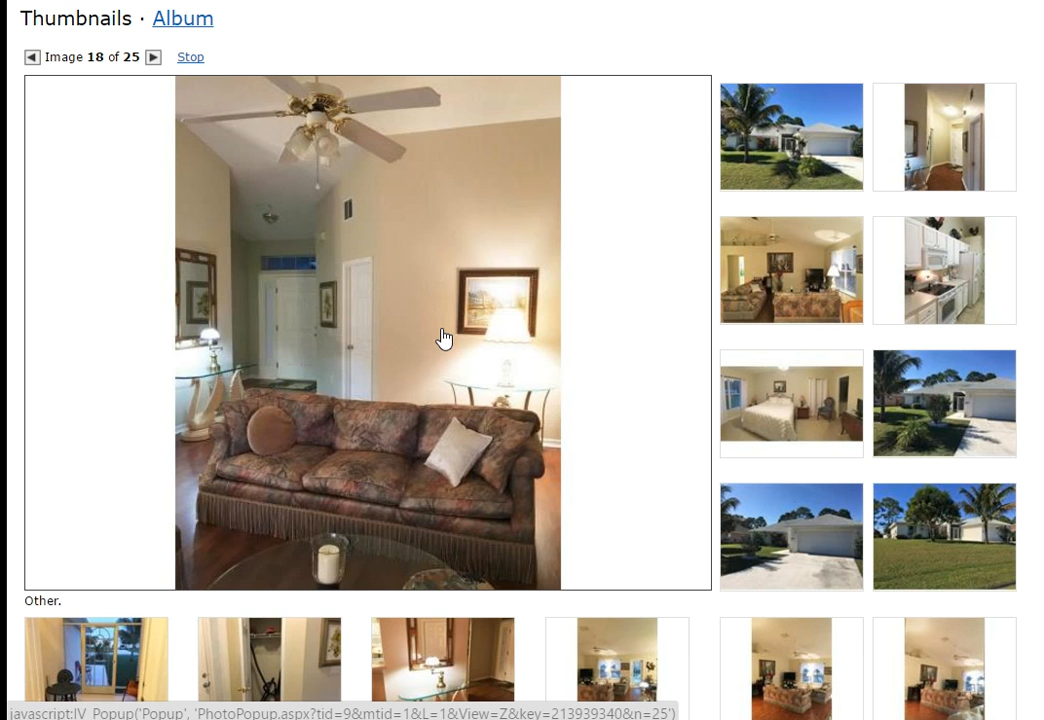 Thumbnails · Album
Image 18 of 25 Stop
Other.
javascript:IV_Popup('Popup', 'PhotoPopup.aspx?tid=9&mtid=1&L=1&View=Z&key=213939340&n=25')